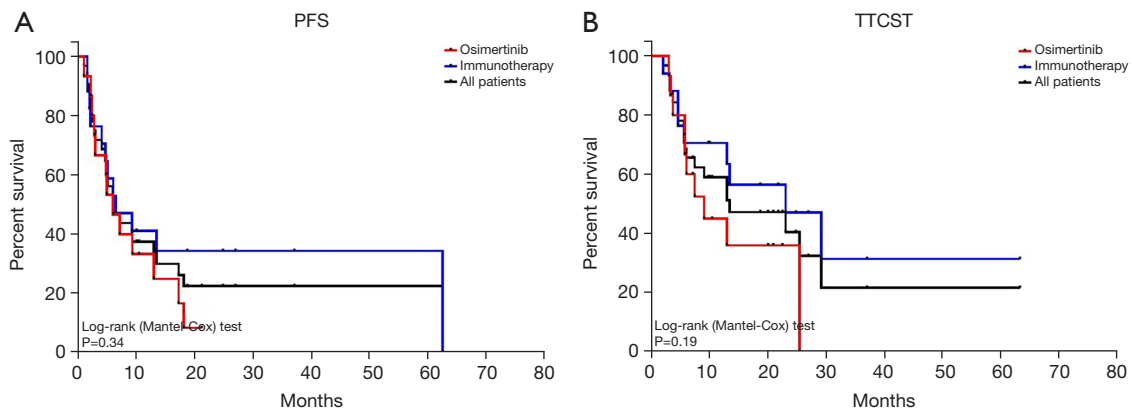 A
PFS
Osimertinib
Immunotherapy
All patients
Percent survival
100
80
60
40
20
0
Log-rank (Mantel-Cox) test
P=0.34
0 10 20 30 40 50 60 70 80
Months
B
TTCST
Osimertinib
Immunotherapy
All patients
Percent survival
100
80
60
40
20
0
Log-rank (Mantel-Cox) test
P=0.19
0 10 20 30 40 50 60 70 80
Months